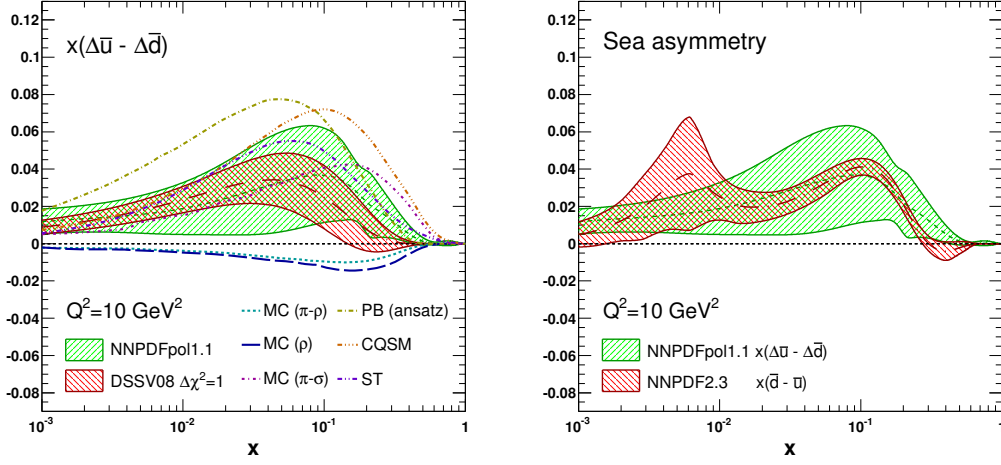 x(Δu̅ - Δd̅)
0.12
0.1
0.08
0.06
0.04
0.02
0
-0.02
-0.04
-0.06
-0.08
Q²=10 GeV²
NNPDFpol1.1
DSSV08 Δχ²=1
MC (π-ρ)
MC (ρ)
MC (π-σ)
PB (ansatz)
CQSM
ST
10⁻³ 10⁻² 10⁻¹ 1
x
Sea asymmetry
0.12
0.1
0.08
0.06
0.04
0.02
0
-0.02
-0.04
-0.06
-0.08
Q²=10 GeV²
NNPDFpol1.1 x(Δu̅ - Δd̅)
NNPDF2.3 x(d̅ - u̅)
10⁻³ 10⁻² 10⁻¹ 1
x